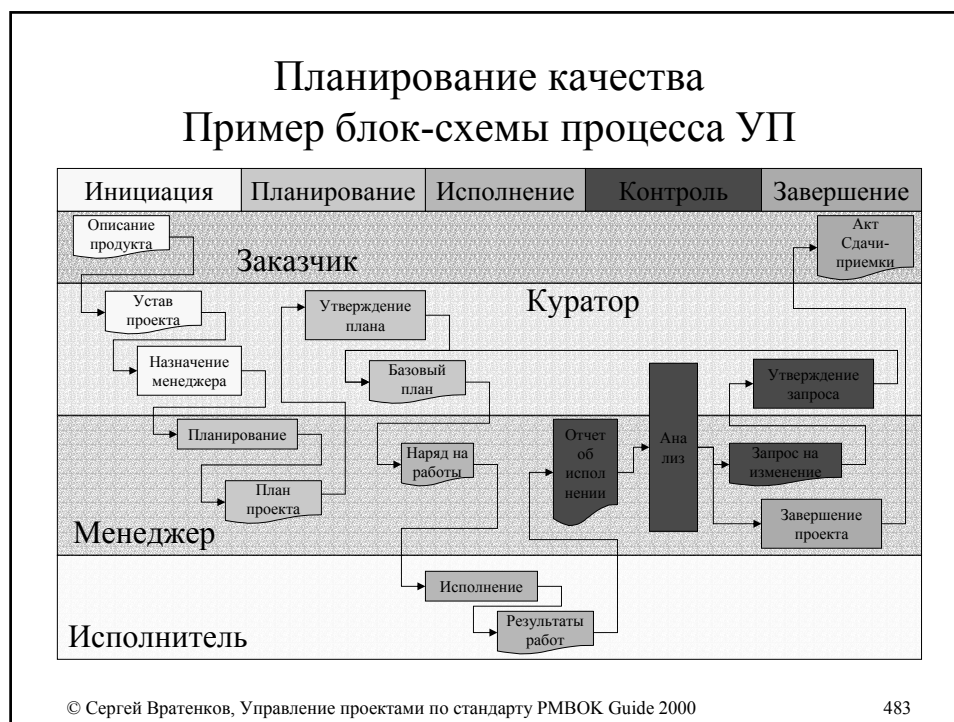 Планирование качества
Пример блок-схемы процесса УП
Инициация
Планирование
Исполнение
Контроль
Завершение
Описание
продукта
Заказчик
Акт
Сдачи-
приемки
Устав
проекта
Утверждение
плана
Куратор
Назначение
менеджера
Базовый
план
Утверждение
запроса
Планирование
План
проекта
Наряд на
работы
Отчет
об
испол
нении
Ана
лиз
Запрос на
изменение
Завершение
проекта
Менеджер
Исполнение
Результаты
работ
Исполнитель
© Сергей Вратенков, Управление проектами по стандарту PMBOK Guide 2000
483